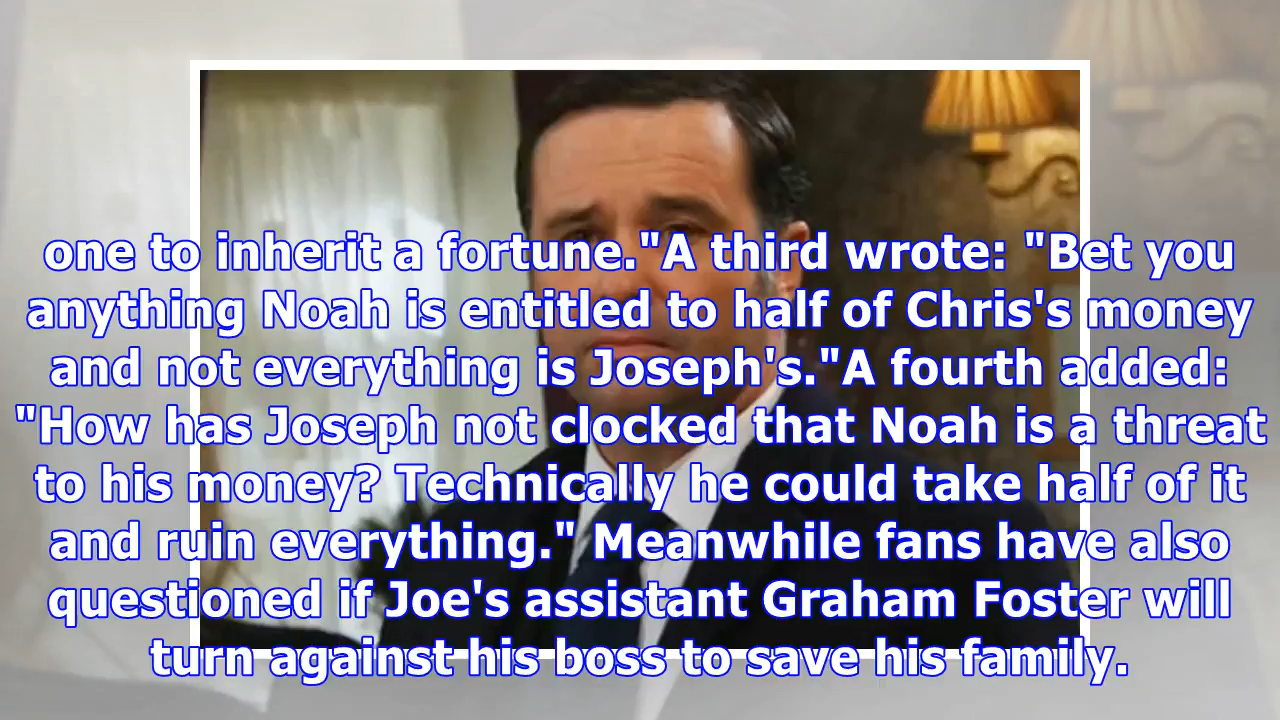 one to inherit a fortune."A third wrote: "Bet you
anything Noah is entitled to half of Chris's money
and not everything is Joseph's."A fourth added:
"How has Joseph not clocked that Noah is a threat
to his money? Technically he could take half of it
and ruin everything." Meanwhile fans have also
questioned if Joe's assistant Graham Foster will
turn against his boss to save his family.